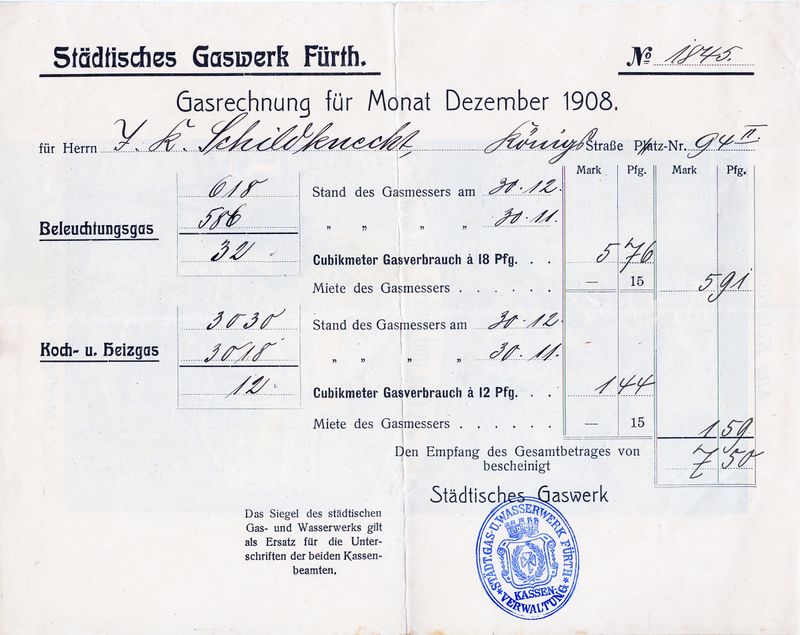 Städtisches Gaswerk Fürth.
No 1845.
Gasrechnung für Monat Dezember 1908.
für Herrn J. K. Schildknecht, Königsstraße Platz-Nr. 94 II.
Mark Pfg. Mark Pfg.
618 Stand des Gasmessers am 30.12.
Beleuchtungsgas 586 „ „ „ „ 30.11.
32 Cubikmeter Gasverbrauch à 18 Pfg. . . 5 76
Miete des Gasmessers . . . . . . — 15 5 91
3030 Stand des Gasmessers am 30.12.
Koch- u. Heizgas 3018 „ „ „ „ 30.11.
12 Cubikmeter Gasverbrauch à 12 Pfg. . . 1 44
Miete des Gasmessers . . . . . . — 15 1 59
Den Empfang des Gesamtbetrages von 7 50
bescheinigt
Städtisches Gaswerk
Das Siegel des städtischen
Gas- und Wasserwerks gilt
als Ersatz für die Unter-
schriften der beiden Kassen-
beamten.
STÄDT. GAS- U. WASSERWERK FÜRTH
KASSEN-
VERWALTUNG